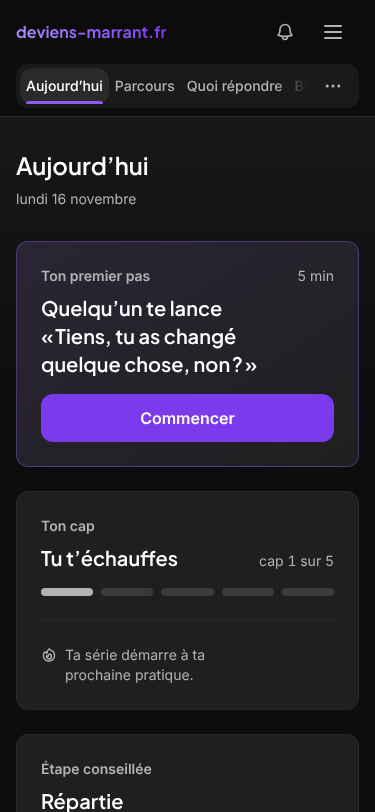 deviens-marrant.fr
Aujourd’hui Parcours Quoi répondre
Aujourd’hui
lundi 16 novembre
Ton premier pas 5 min
Quelqu’un te lance
« Tiens, tu as changé
quelque chose, non ? »
Commencer
Ton cap
Tu t’échauffes cap 1 sur 5
Ta série démarre à ta
prochaine pratique.
Étape conseillée
Répartie